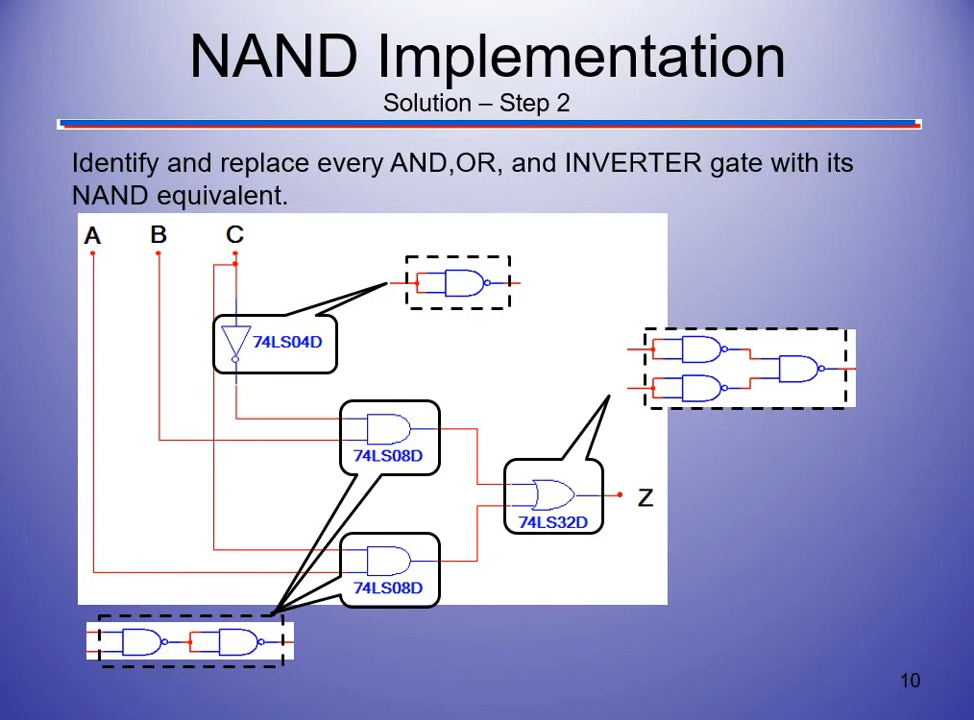 NAND Implementation
Solution – Step 2
Identify and replace every AND,OR, and INVERTER gate with its
NAND equivalent.
A B C
74LS04D
74LS08D
Z
74LS32D
74LS08D
10